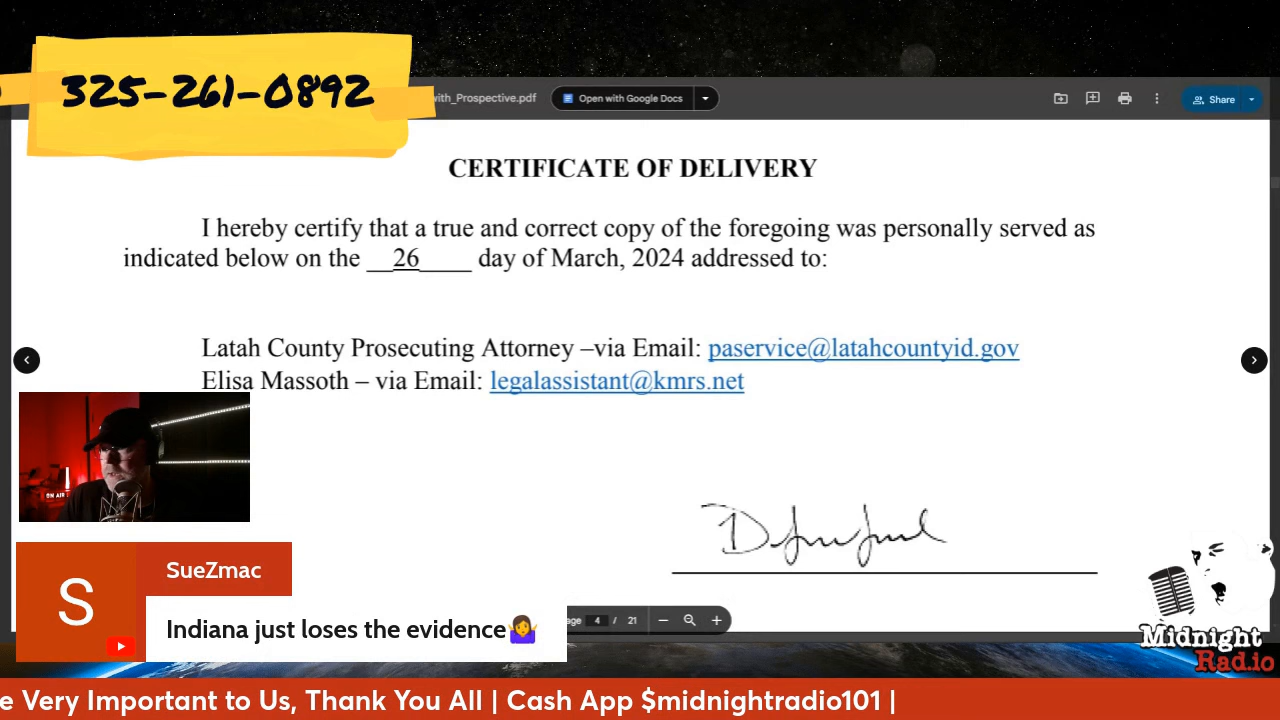 325-261-0892
with_Prospective.pdf
Open with Google Docs
Share
CERTIFICATE OF DELIVERY
I hereby certify that a true and correct copy of the foregoing was personally served as
indicated below on the __26____ day of March, 2024 addressed to:
Latah County Prosecuting Attorney –via Email: paservice@latahcountyid.gov
Elisa Massoth – via Email: legalassistant@kmrs.net
ON AIR
S
SueZmac
Indiana just loses the evidence🤷‍♀️
age 4 / 21
Midnight
Rad.io
e Very Important to Us, Thank You All | Cash App $midnightradio101 |